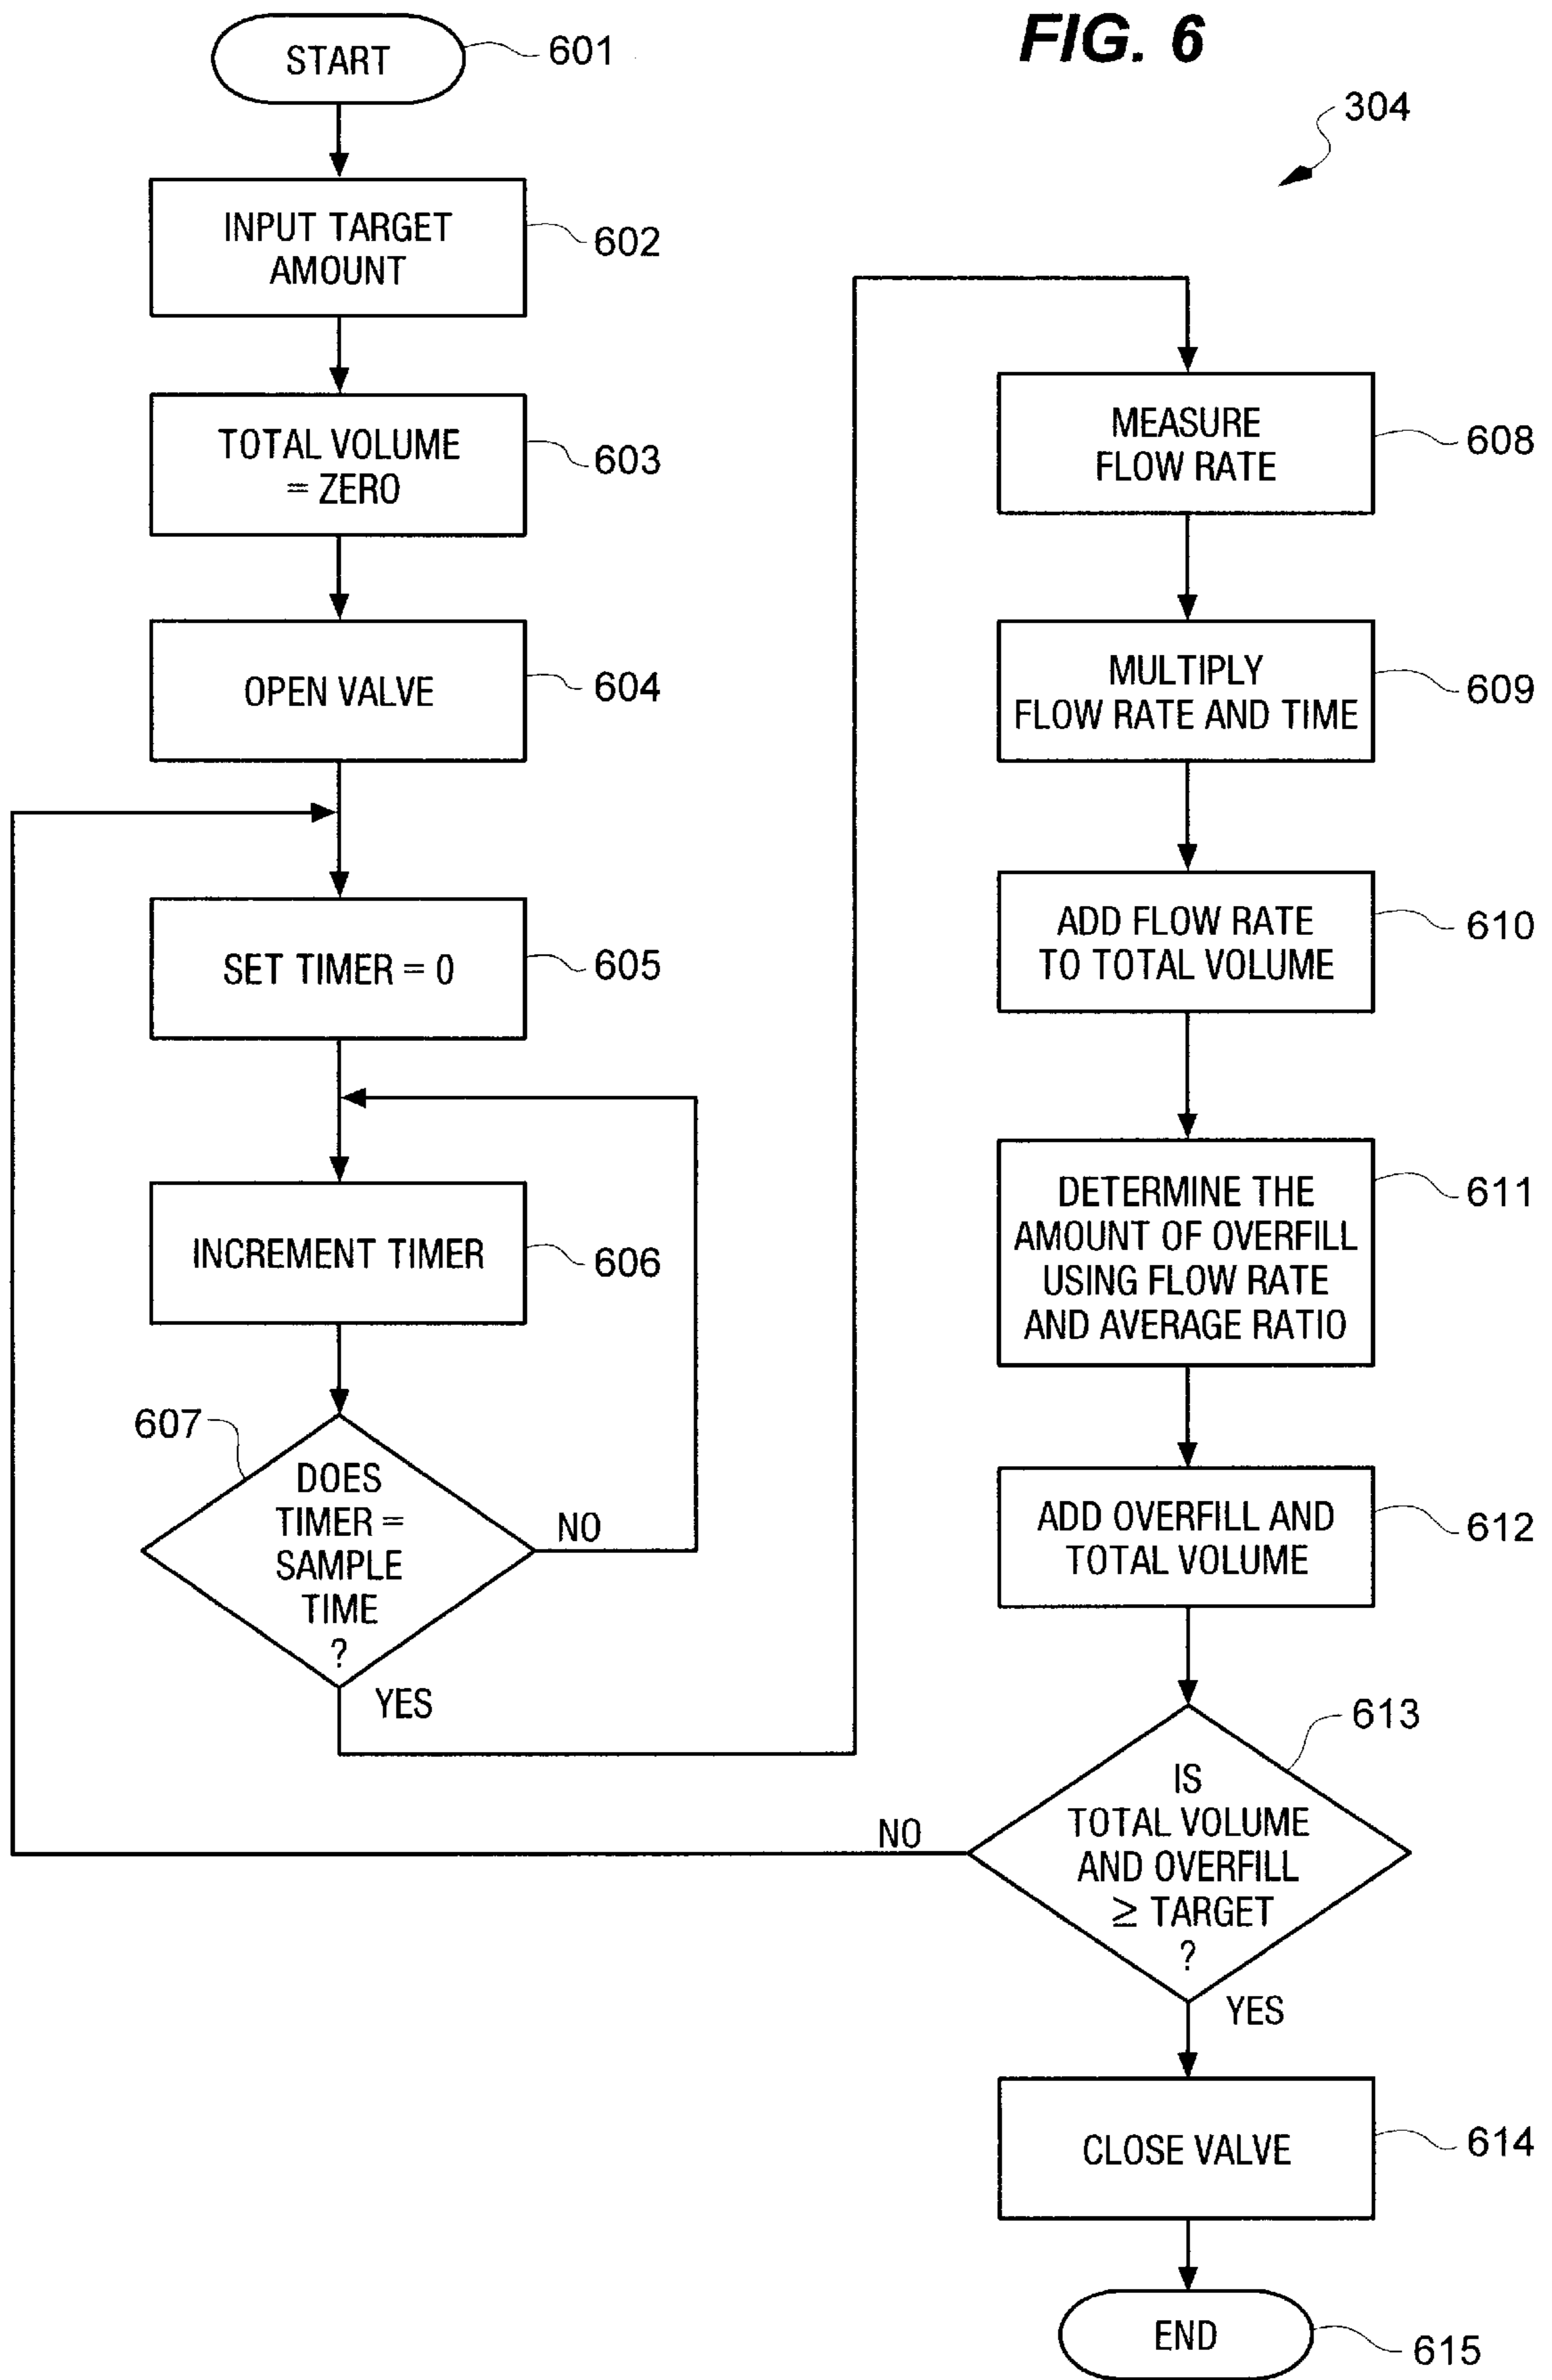 FIG. 6
304
START
601
INPUT TARGET
AMOUNT
602
TOTAL VOLUME
= ZERO
603
OPEN VALVE
604
SET TIMER = 0
605
INCREMENT TIMER
606
607
DOES
TIMER =
SAMPLE
TIME
?
NO
YES
MEASURE
FLOW RATE
608
MULTIPLY
FLOW RATE AND TIME
609
ADD FLOW RATE
TO TOTAL VOLUME
610
DETERMINE THE
AMOUNT OF OVERFILL
USING FLOW RATE
AND AVERAGE RATIO
611
ADD OVERFILL AND
TOTAL VOLUME
612
613
IS
TOTAL VOLUME
AND OVERFILL
≥ TARGET
?
NO
YES
CLOSE VALVE
614
END
615